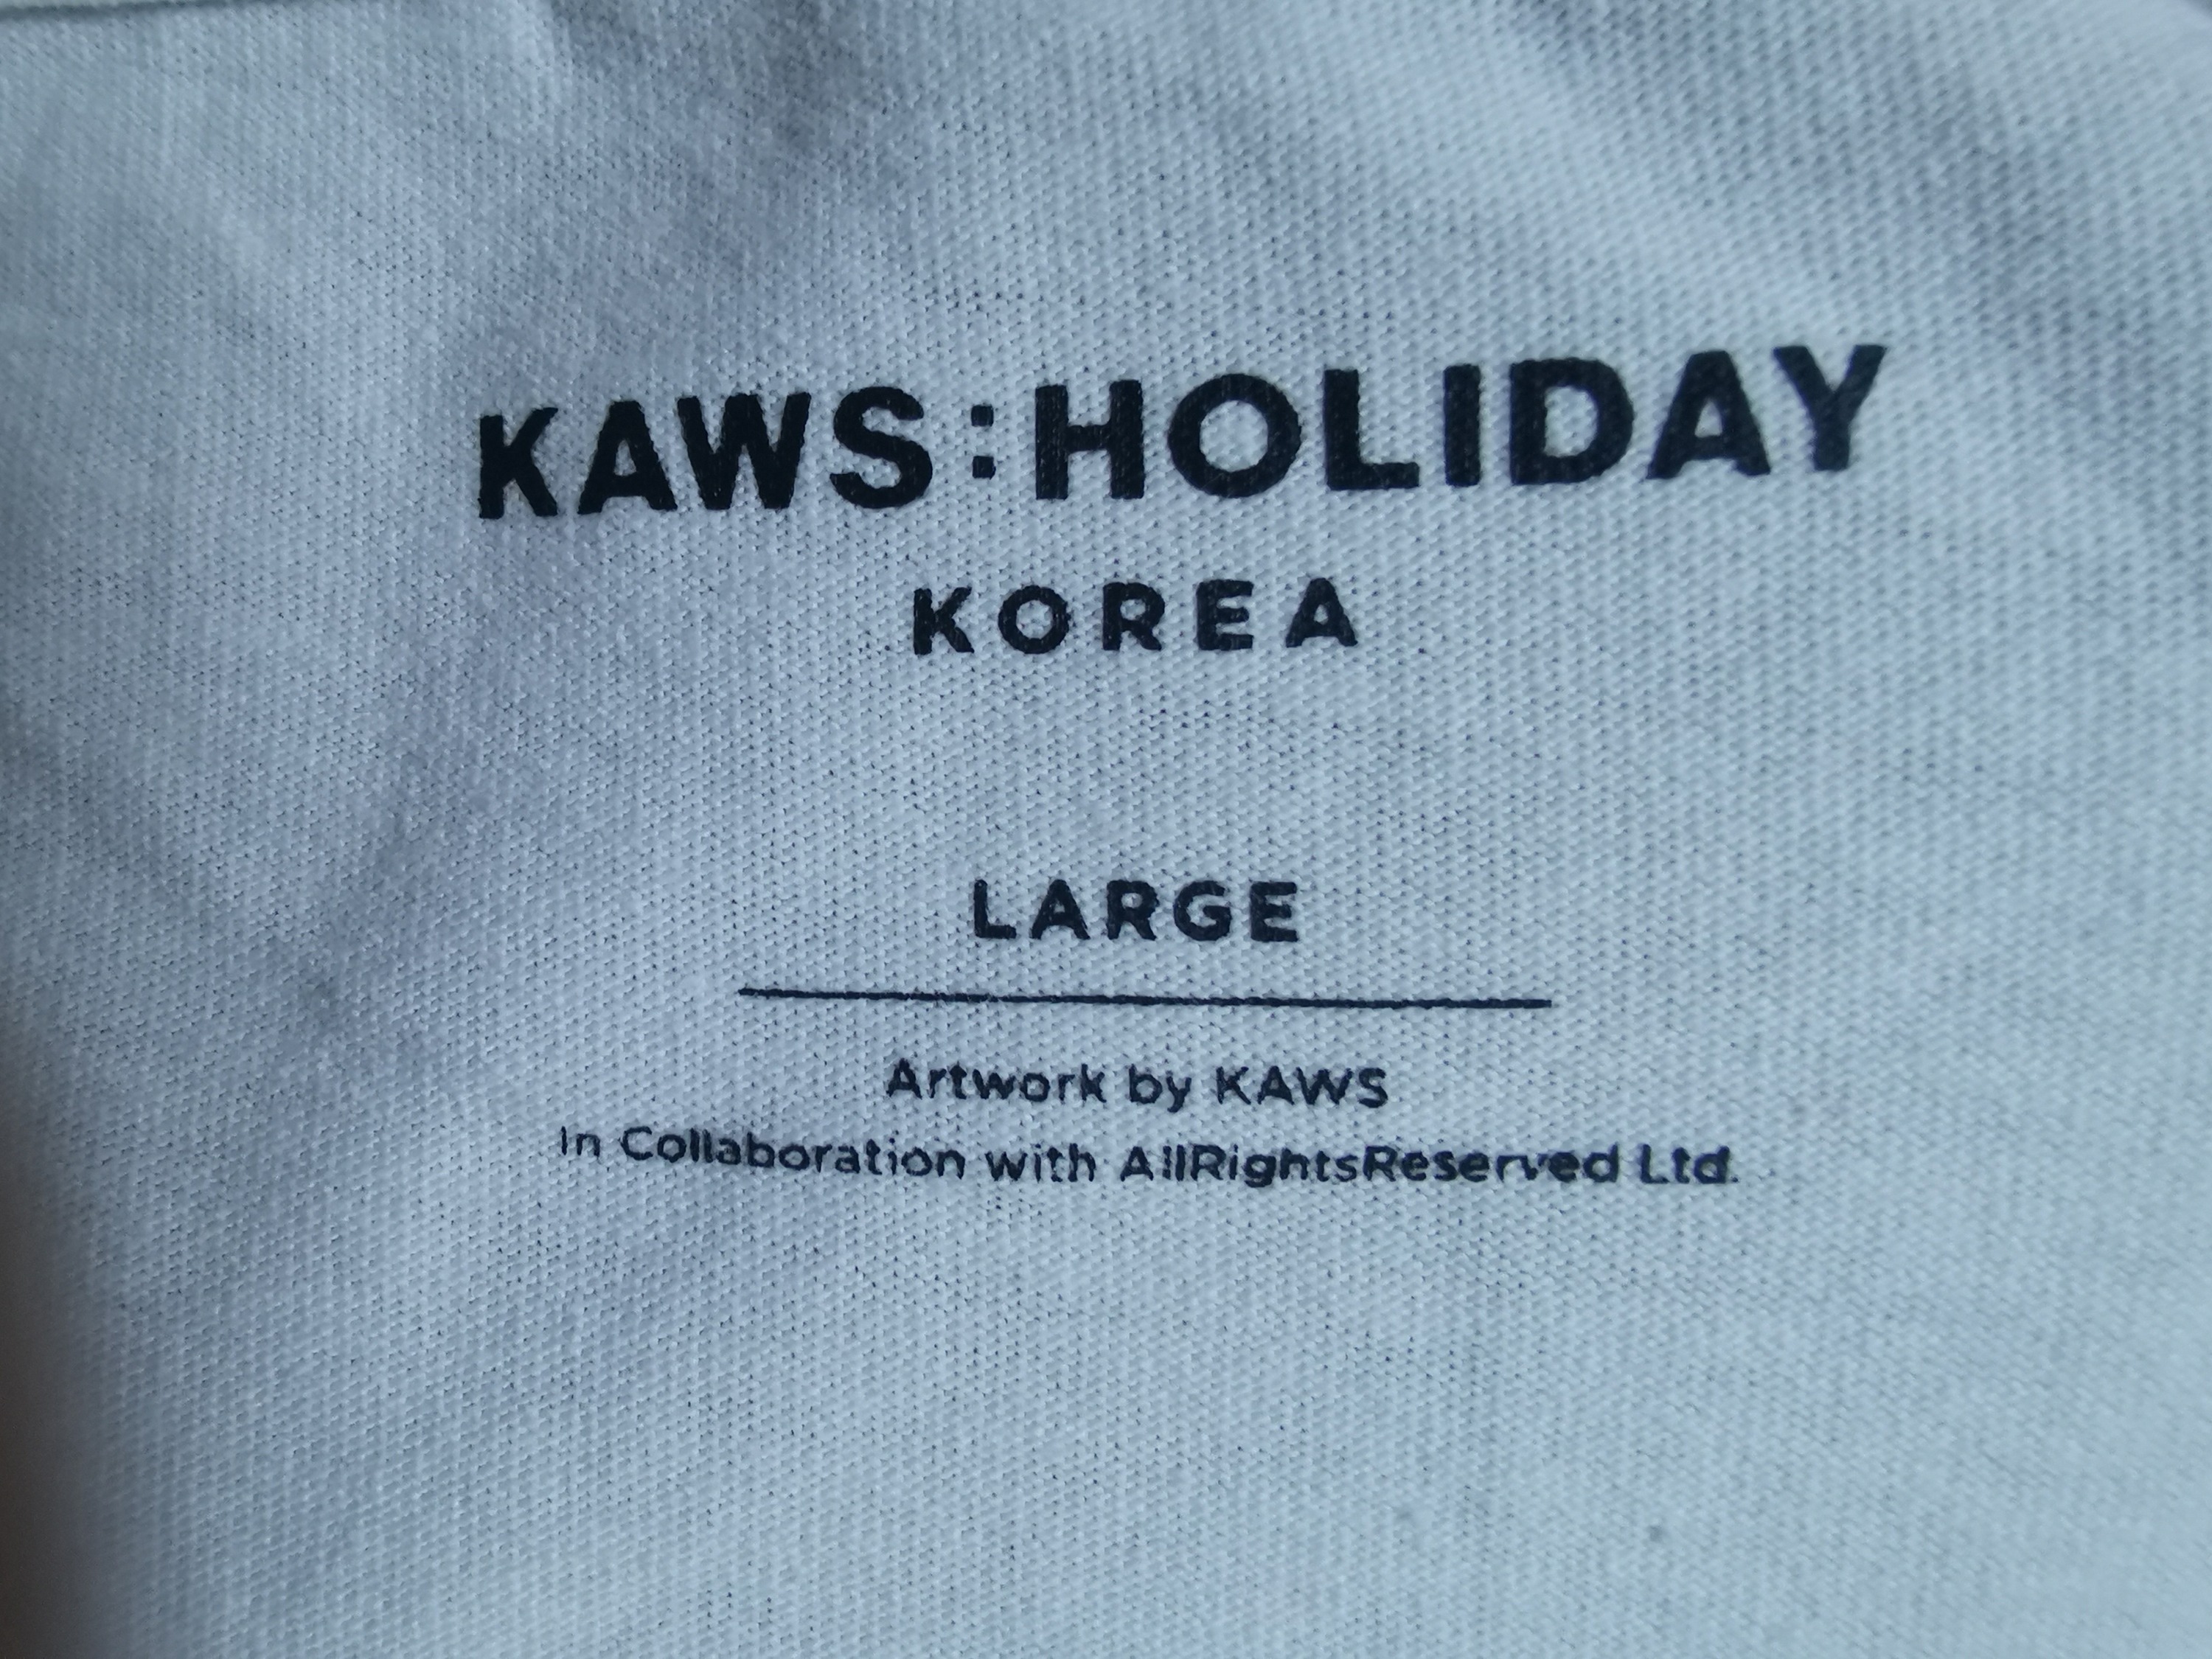 KAWS:HOLIDAY
KOREA
LARGE
Artwork by KAWS
In Collaboration with AllRightsReserved Ltd.